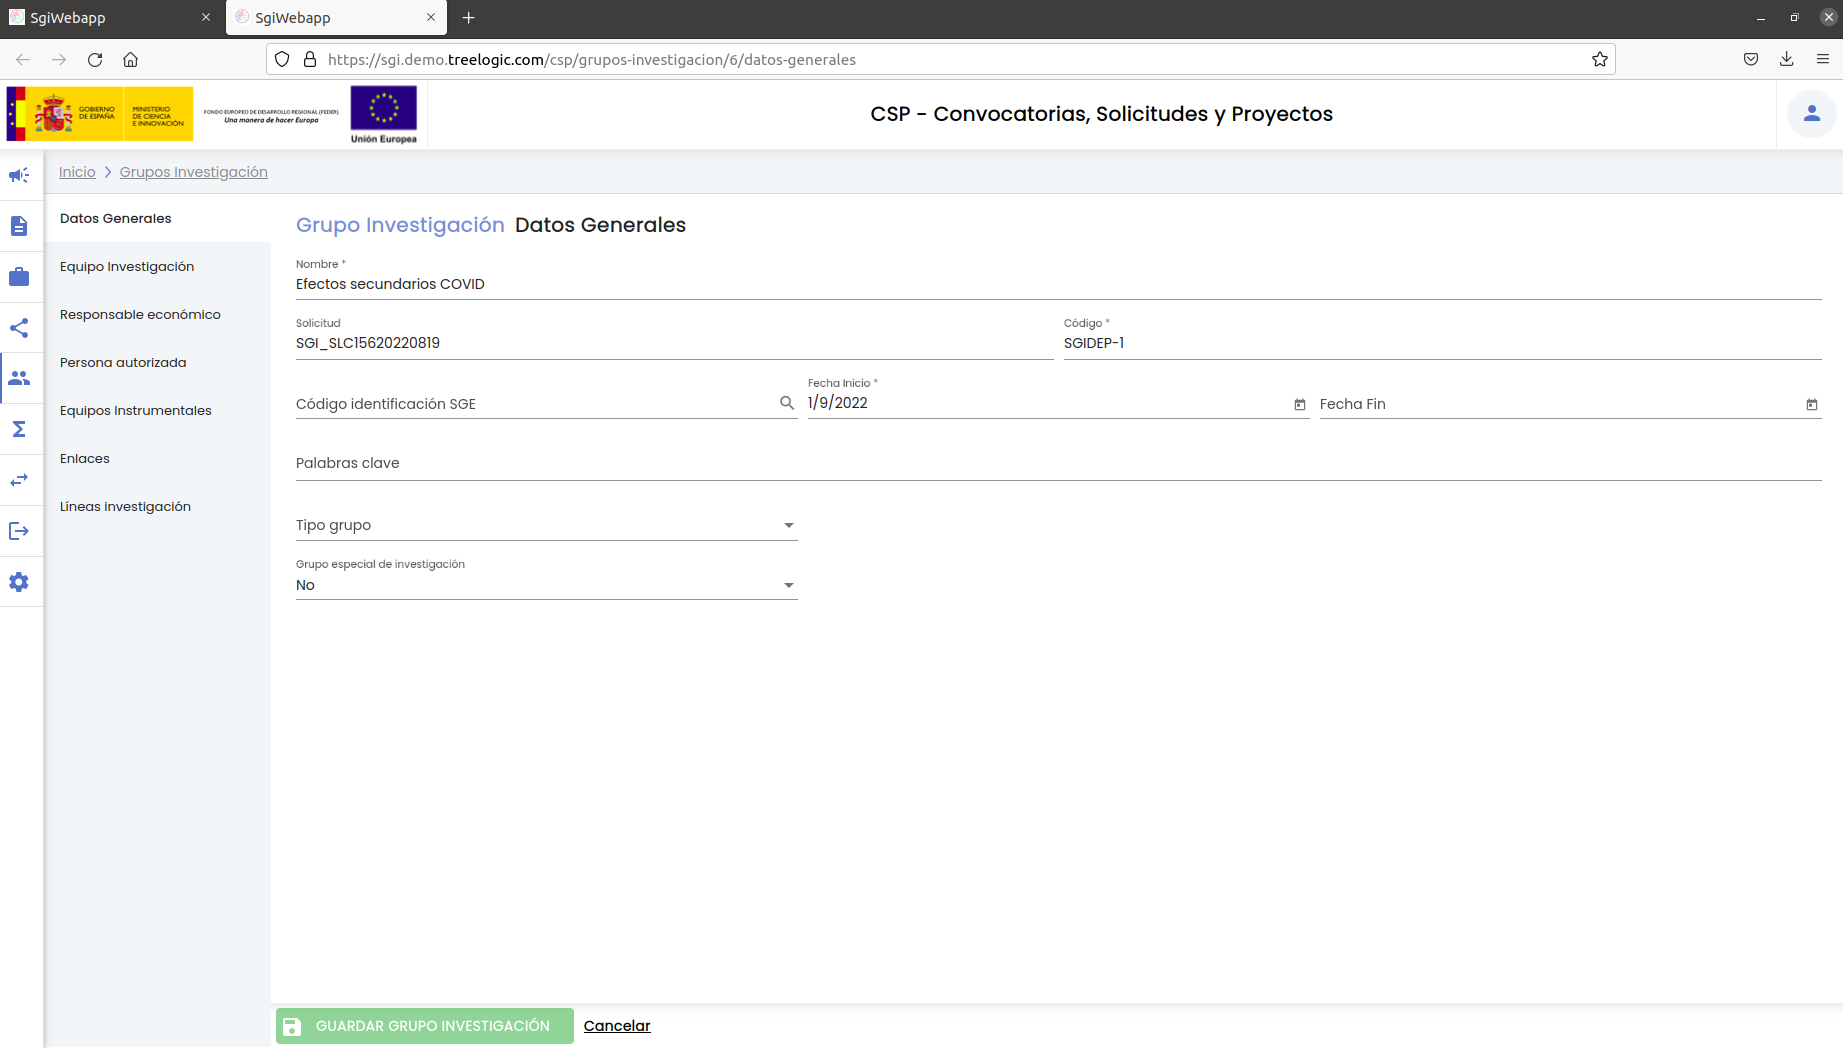 SgiWebapp
SgiWebapp
https://sgi.demo.treelogic.com/csp/grupos-investigacion/6/datos-generales
GOBIERNO
DE ESPAÑA
MINISTERIO
DE CIENCIA
E INNOVACIÓN
FONDO EUROPEO DE DESARROLLO REGIONAL (FEDER)
Una manera de hacer Europa
Unión Europea
CSP - Convocatorias, Solicitudes y Proyectos
Inicio > Grupos Investigación
Datos Generales
Equipo Investigación
Responsable económico
Persona autorizada
Equipos Instrumentales
Enlaces
Líneas investigación
Grupo Investigación Datos Generales
Nombre *
Efectos secundarios COVID
Solicitud
SGI_SLC15620220819
Código *
SGIDEP-1
Código identificación SGE
Fecha Inicio *
1/9/2022
Fecha Fin
Palabras clave
Tipo grupo
Grupo especial de investigación
No
GUARDAR GRUPO INVESTIGACIÓN
Cancelar